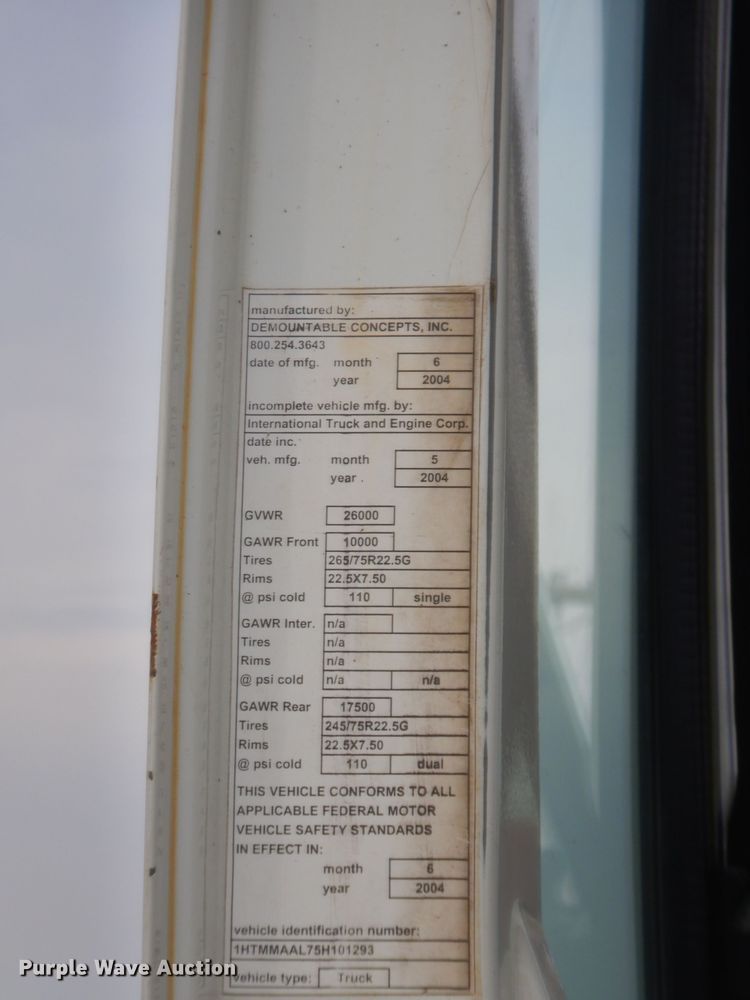 manufactured by:
DEMOUNTABLE CONCEPTS, INC.
800.254.3643
date of mfg. month 6
year 2004
incomplete vehicle mfg. by:
International Truck and Engine Corp.
date inc.
veh. mfg. month 5
year 2004
GVWR 26000
GAWR Front 10000
Tires 265/75R22.5G
Rims 22.5X7.50
@ psi cold 110 single
GAWR Inter. n/a
Tires n/a
Rims n/a
@ psi cold n/a n/a
GAWR Rear 17500
Tires 245/75R22.5G
Rims 22.5X7.50
@ psi cold 110 dual
THIS VEHICLE CONFORMS TO ALL
APPLICABLE FEDERAL MOTOR
VEHICLE SAFETY STANDARDS
IN EFFECT IN:
month 6
year 2004
vehicle identification number:
1HTMMAAL75H101293
vehicle type: Truck
Purple Wave Auction